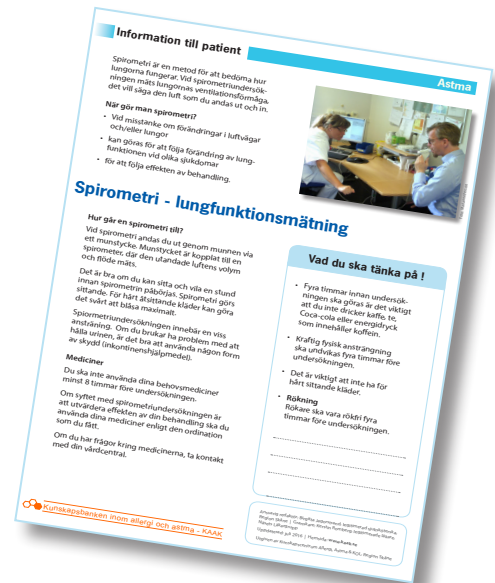 Information till patient
Astma
Spirometri är en metod för att bedöma hur
lungorna fungerar. Vid spirometriundersök-
ningen mäts lungornas ventilationsförmåga,
det vill säga den luft som du andas ut och in.
När gör man spirometri?
• Vid misstanke om förändringar i luftvägar
och/eller lungor
• kan göras för att följa förändring av lung-
funktionen vid olika sjukdomar
• för att följa effekten av behandling.
Spirometri - lungfunktionsmätning
Hur går en spirometri till?
Vid spirometri andas du ut genom munnen via
ett munstycke. Munstycket är kopplat till en
spirometer, där den utandade luftens volym
och flöde mäts.
Det är bra om du kan sitta och vila en stund
innan spirometrin påbörjas. Spirometri görs
sittande. För hårt åtsittande kläder kan göra
det svårt att blåsa maximalt.
Spiormetriundersökningen innebär en viss
ansträning. Om du brukar ha problem med att
hålla urinen, är det bra att använda någon form
av skydd (inkontinenshjälpmedel).
Mediciner
Du ska inte använda dina behovsmediciner
minst 8 timmar före undersökningen.
Om syftet med spirometriundersökningen är
att utvärdera effekten av din behandling ska du
använda dina mediciner enligt den ordination
som du fått.
Om du har frågor kring medicinerna, ta kontakt
med din vårdcentral.
Vad du ska tänka på !
• Fyra timmar innan undersök-
ningen ska göras är det viktigt
att du inte dricker kaffe, te,
Coca-cola eller energidryck
som innehåller koffein.
• Kraftig fysisk ansträngning
ska undvikas fyra timmar före
undersökningen.
• Det är viktigt att inte ha för
hårt sittande kläder.
• Rökning
Rökare ska vara rökfri fyra
timmar före undersökningen.
Kunskapsbanken inom allergi och astma - KAAK